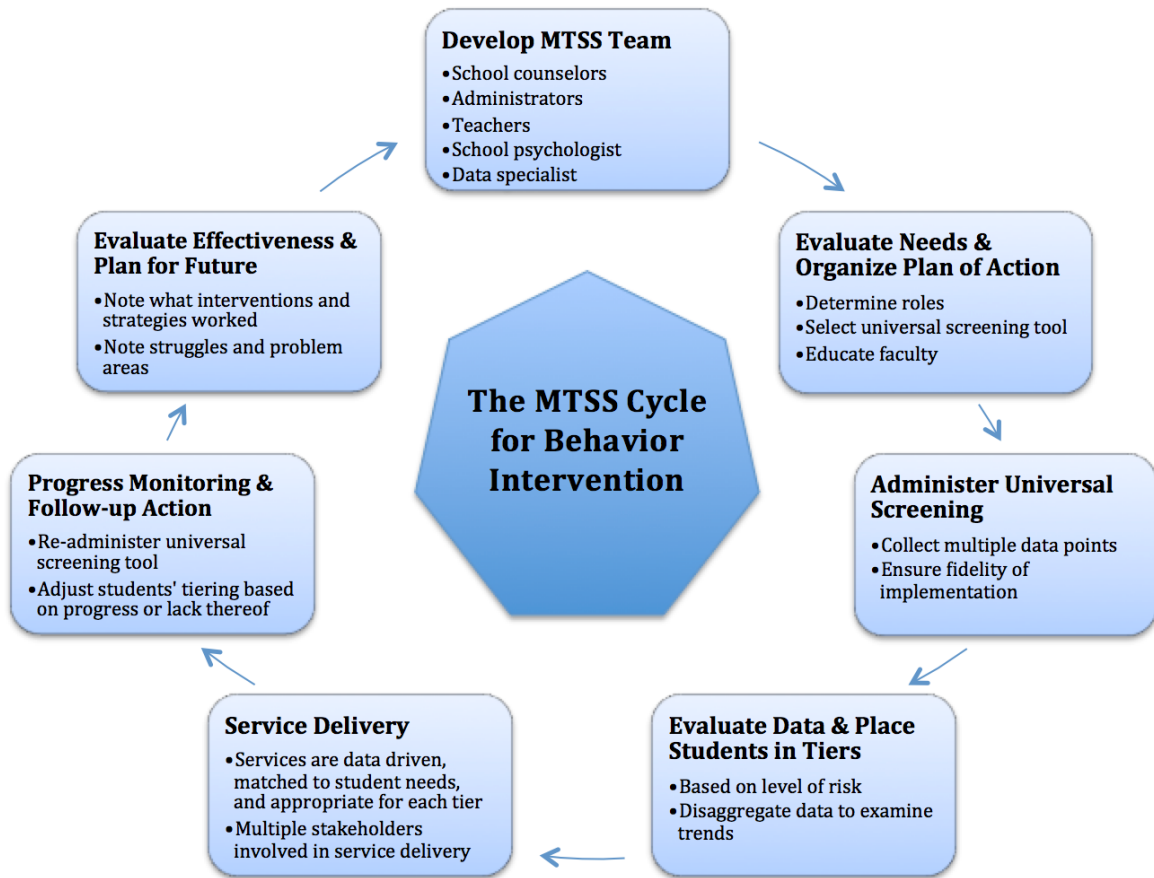 Develop MTSS Team
•School counselors
•Administrators
•Teachers
•School psychologist
•Data specialist
Evaluate Needs &
Organize Plan of Action
•Determine roles
•Select universal screening tool
•Educate faculty
Administer Universal
Screening
•Collect multiple data points
•Ensure fidelity of
implementation
Evaluate Data & Place
Students in Tiers
•Based on level of risk
•Disaggregate data to examine
trends
Service Delivery
•Services are data driven,
matched to student needs,
and appropriate for each tier
•Multiple stakeholders
involved in service delivery
Progress Monitoring &
Follow-up Action
•Re-administer universal
screening tool
•Adjust students' tiering based
on progress or lack thereof
Evaluate Effectiveness &
Plan for Future
•Note what interventions and
strategies worked
•Note struggles and problem
areas
The MTSS Cycle
for Behavior
Intervention